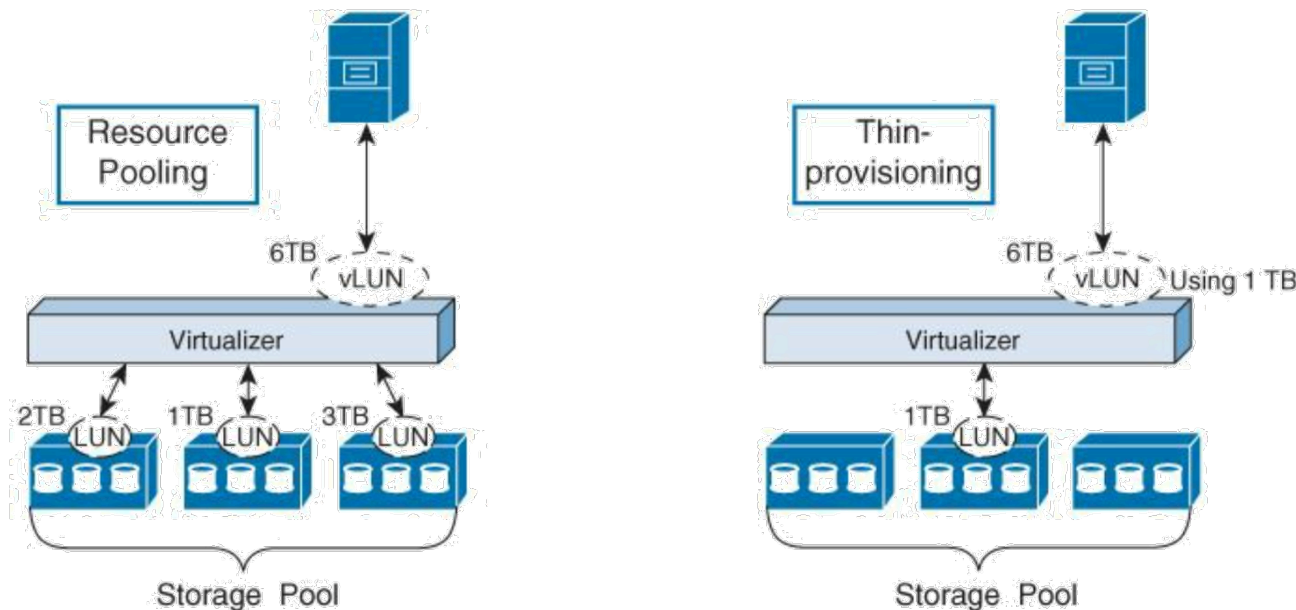 Resource
Pooling
6TB
vLUN
Virtualizer
2TB
LUN
1TB
LUN
3TB
LUN
Storage Pool
Thin-
provisioning
6TB
vLUN
Using 1 TB
Virtualizer
1TB
LUN
Storage Pool